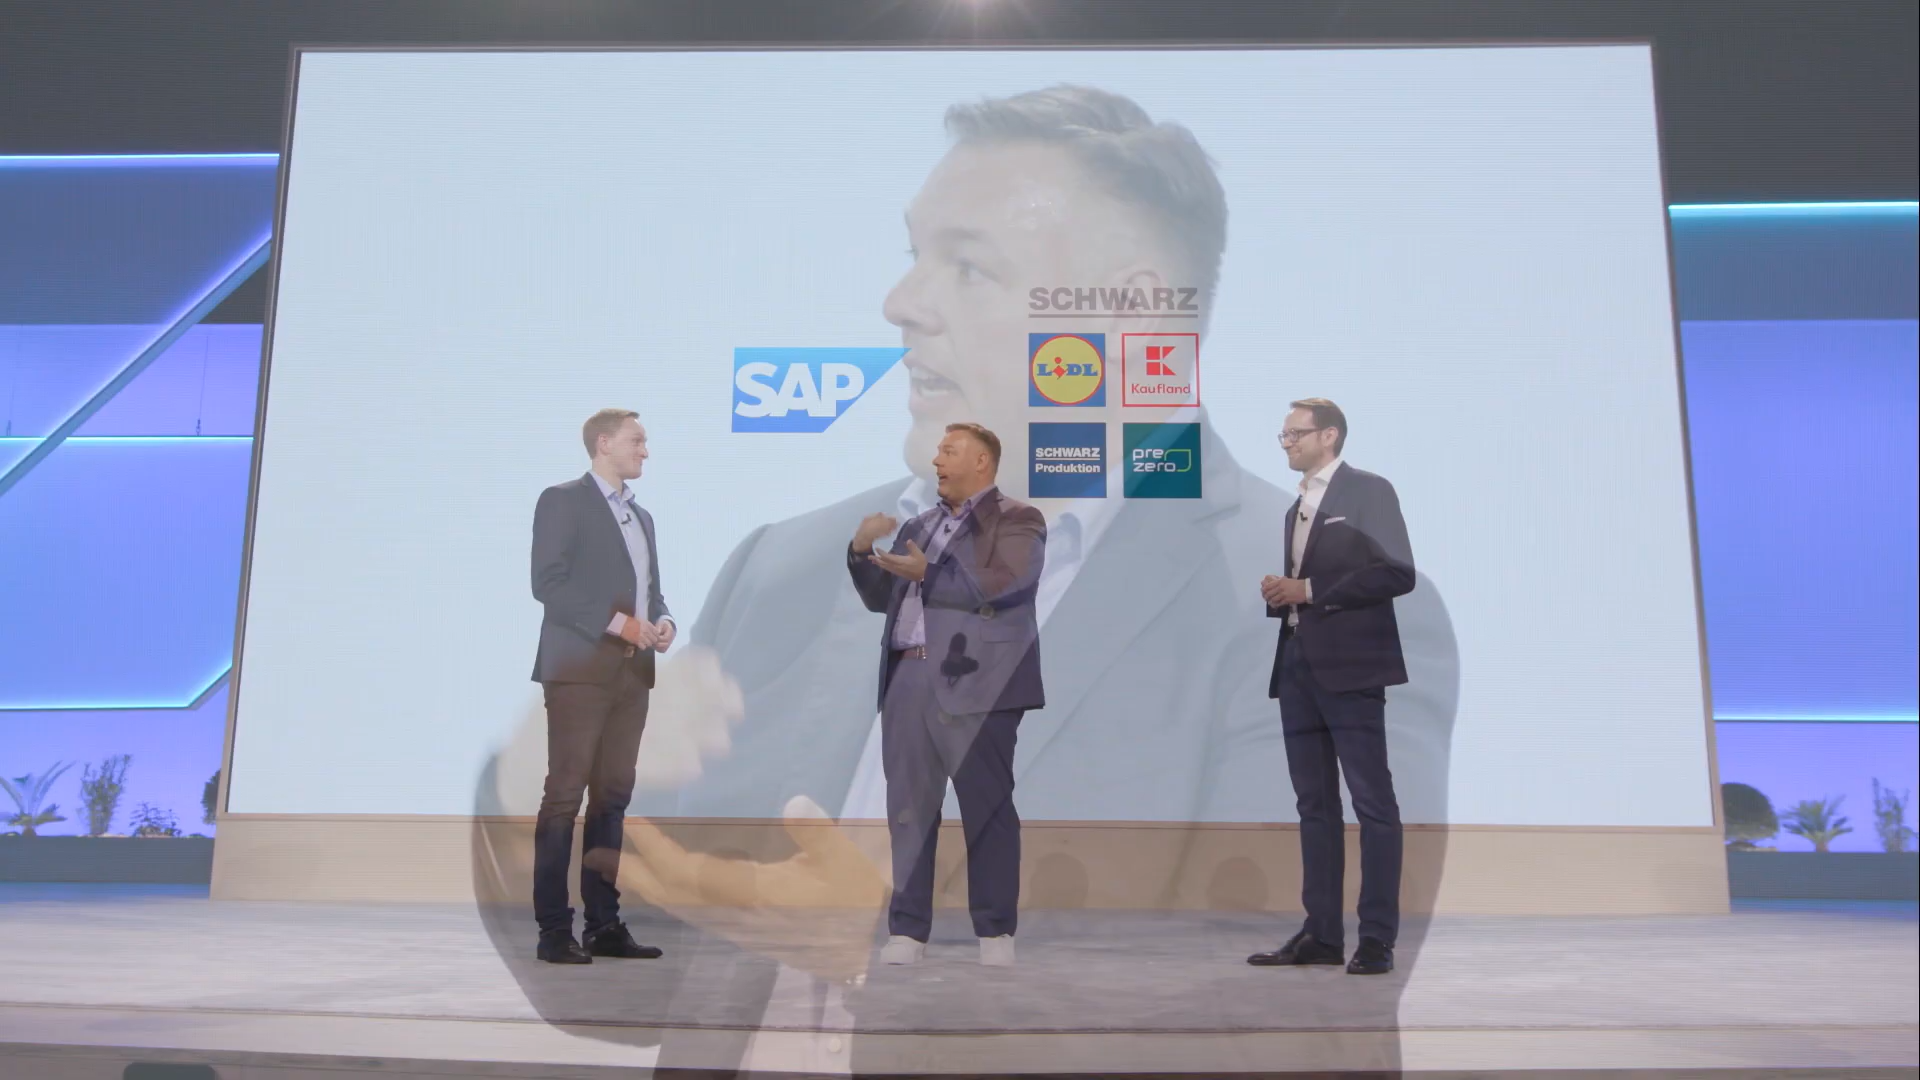 SAP
SCHWARZ
LiDL
Kaufland
SCHWARZ
Produktion
pre
zero